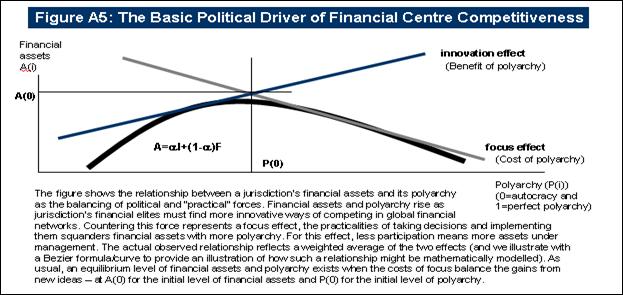 Figure A5: The Basic Political Driver of Financial Centre Competitiveness
Financial
assets
A(i)
innovation effect
(Benefit of polyarchy)
A(0)
A=αI+(1-α)F
P(0)
focus effect
(Cost of polyarchy)
Polyarchy (P(i))
(0=autocracy and
1=perfect polyarchy)
The figure shows the relationship between a jurisdiction's financial assets and its polyarchy
as the balancing of political and "practical" forces. Financial assets and polyarchy rise as
jurisdiction's financial elites must find more innovative ways of competing in global financial
networks. Countering this force represents a focus effect, the practicalities of taking decisions and implementing
them squanders financial assets with more polyarchy. For this effect, less participation means more assets under
management. The actual observed relationship reflects a weighted average of the two effects (and we illustrate with
a Bezier formula/curve to provide an illustration of how such a relationship might be mathematically modelled). As
usual, an equilibrium level of financial assets and polyarchy exists when the costs of focus balance the gains from
new ideas – at A(0) for the initial level of financial assets and P(0) for the initial level of polyarchy.